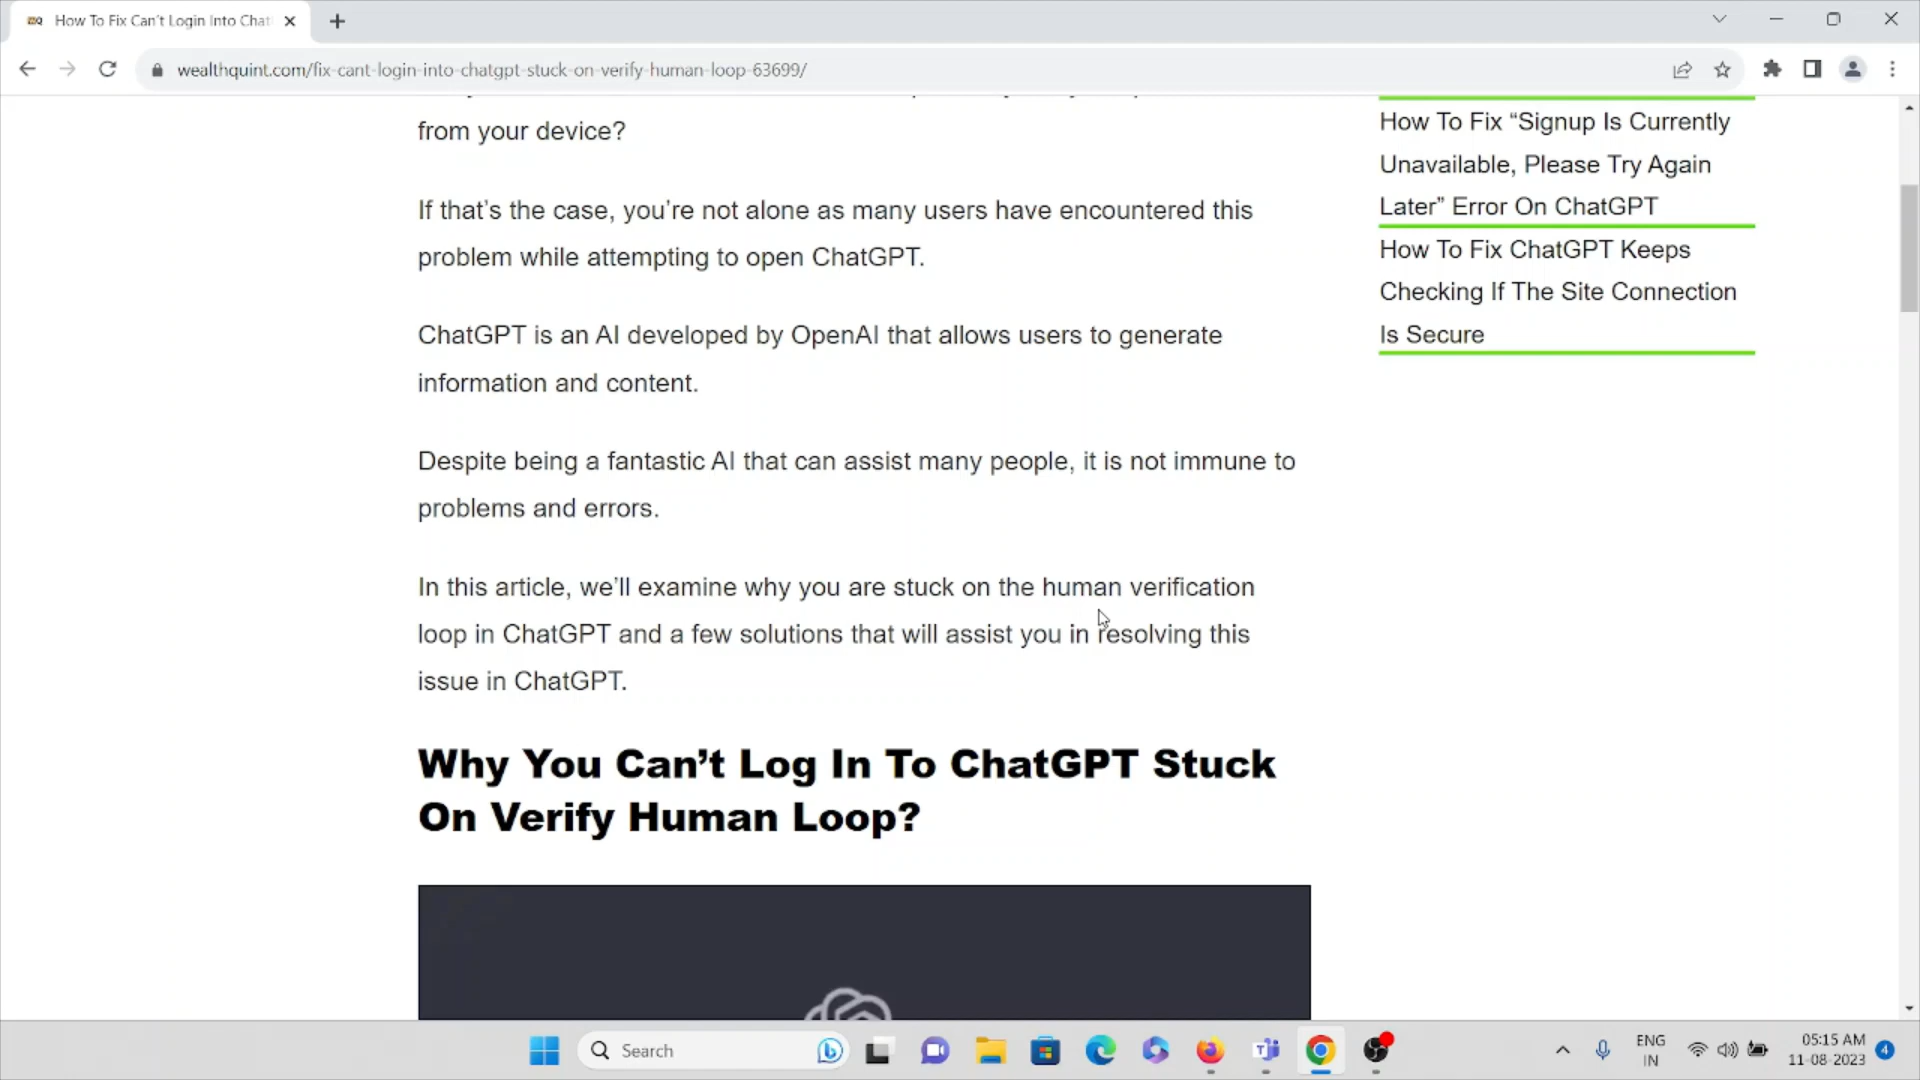 How To Fix Can't Login Into Chat
wealthquint.com/fix-cant-login-into-chatgpt-stuck-on-verify-human-loop-63699/
from your device?
If that's the case, you're not alone as many users have encountered this
problem while attempting to open ChatGPT.
ChatGPT is an AI developed by OpenAI that allows users to generate
information and content.
Despite being a fantastic AI that can assist many people, it is not immune to
problems and errors.
In this article, we'll examine why you are stuck on the human verification
loop in ChatGPT and a few solutions that will assist you in resolving this
issue in ChatGPT.
Why You Can't Log In To ChatGPT Stuck
On Verify Human Loop?
How To Fix “Signup Is Currently
Unavailable, Please Try Again
Later” Error On ChatGPT
How To Fix ChatGPT Keeps
Checking If The Site Connection
Is Secure
Search
ENG
IN
05:15 AM
11-08-2023
4